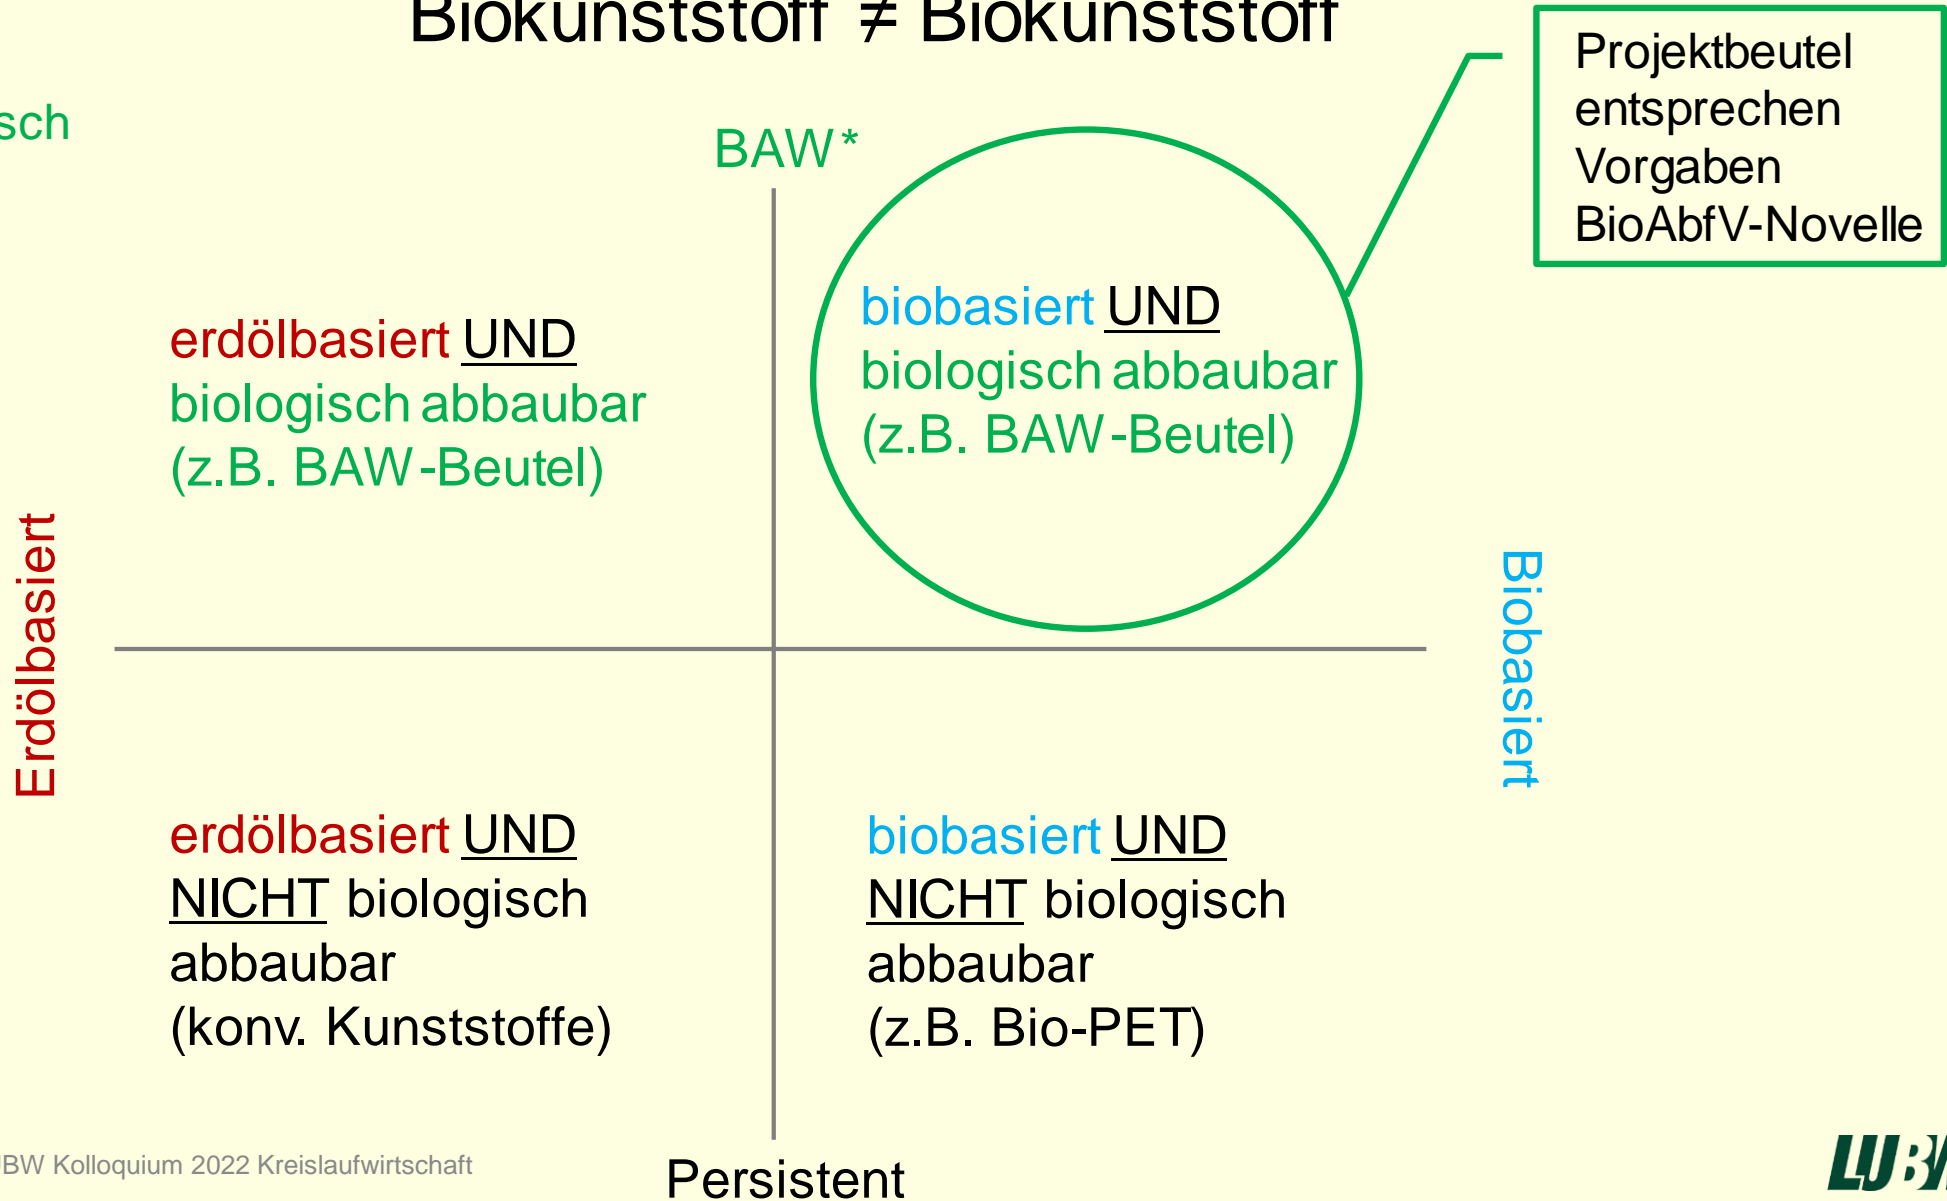 Biokunststoff ≠ Biokunststoff
Projektbeutel
entsprechen
Vorgaben
BioAbfV-Novelle
sch
BAW*
erdölbasiert UND
biologisch abbaubar
(z.B. BAW-Beutel)
biobasiert UND
biologisch abbaubar
(z.B. BAW-Beutel)
Erdölbasiert
Biobasiert
erdölbasiert UND
NICHT biologisch
abbaubar
(konv. Kunststoffe)
biobasiert UND
NICHT biologisch
abbaubar
(z.B. Bio-PET)
Persistent
UBW Kolloquium 2022 Kreislaufwirtschaft
LUBW